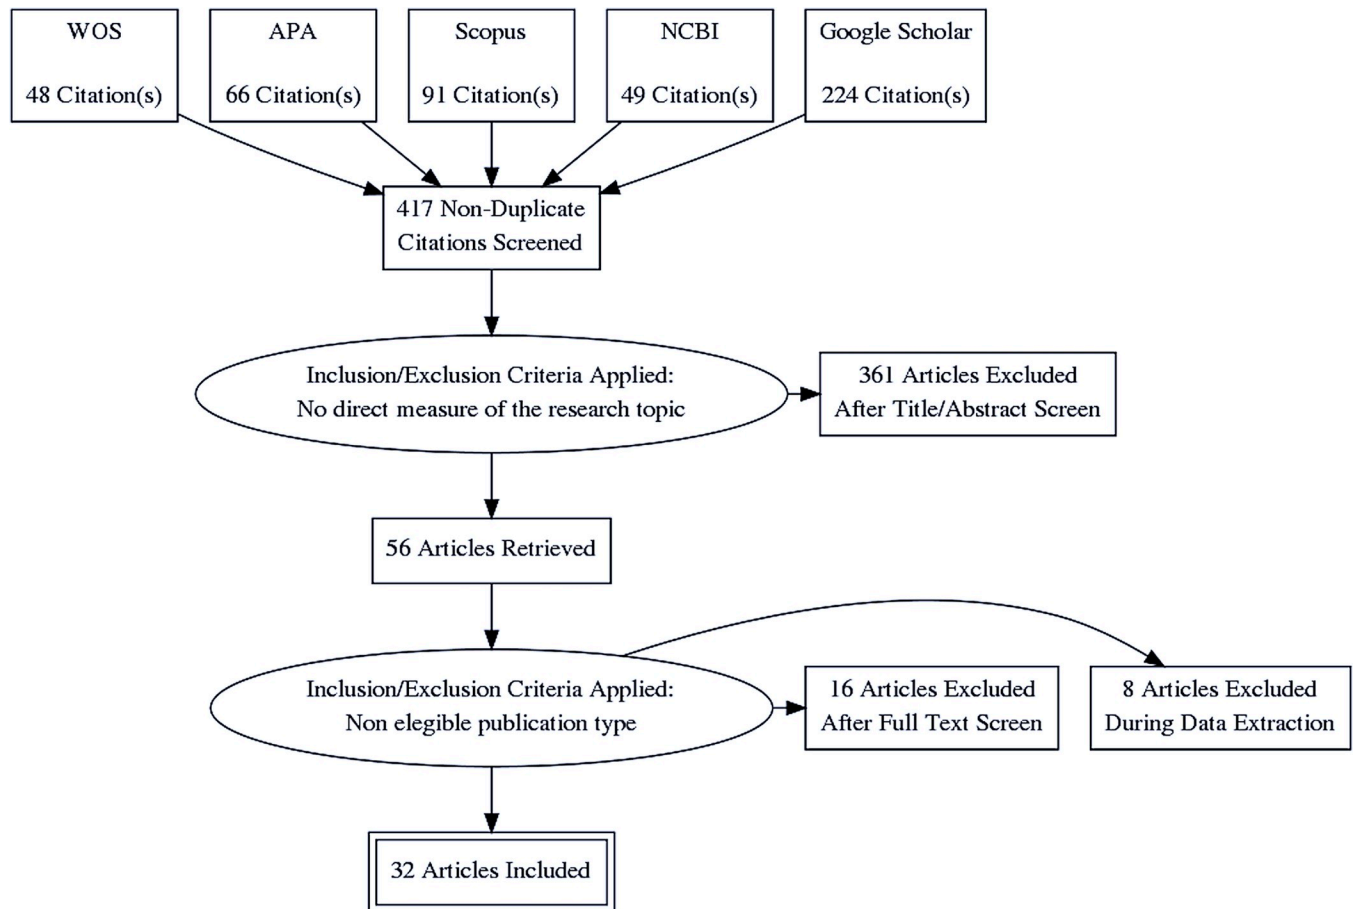 WOS
48 Citation(s)
APA
66 Citation(s)
Scopus
91 Citation(s)
NCBI
49 Citation(s)
Google Scholar
224 Citation(s)
417 Non-Duplicate
Citations Screened
Inclusion/Exclusion Criteria Applied:
No direct measure of the research topic
361 Articles Excluded
After Title/Abstract Screen
56 Articles Retrieved
Inclusion/Exclusion Criteria Applied:
Non elegible publication type
16 Articles Excluded
After Full Text Screen
8 Articles Excluded
During Data Extraction
32 Articles Included